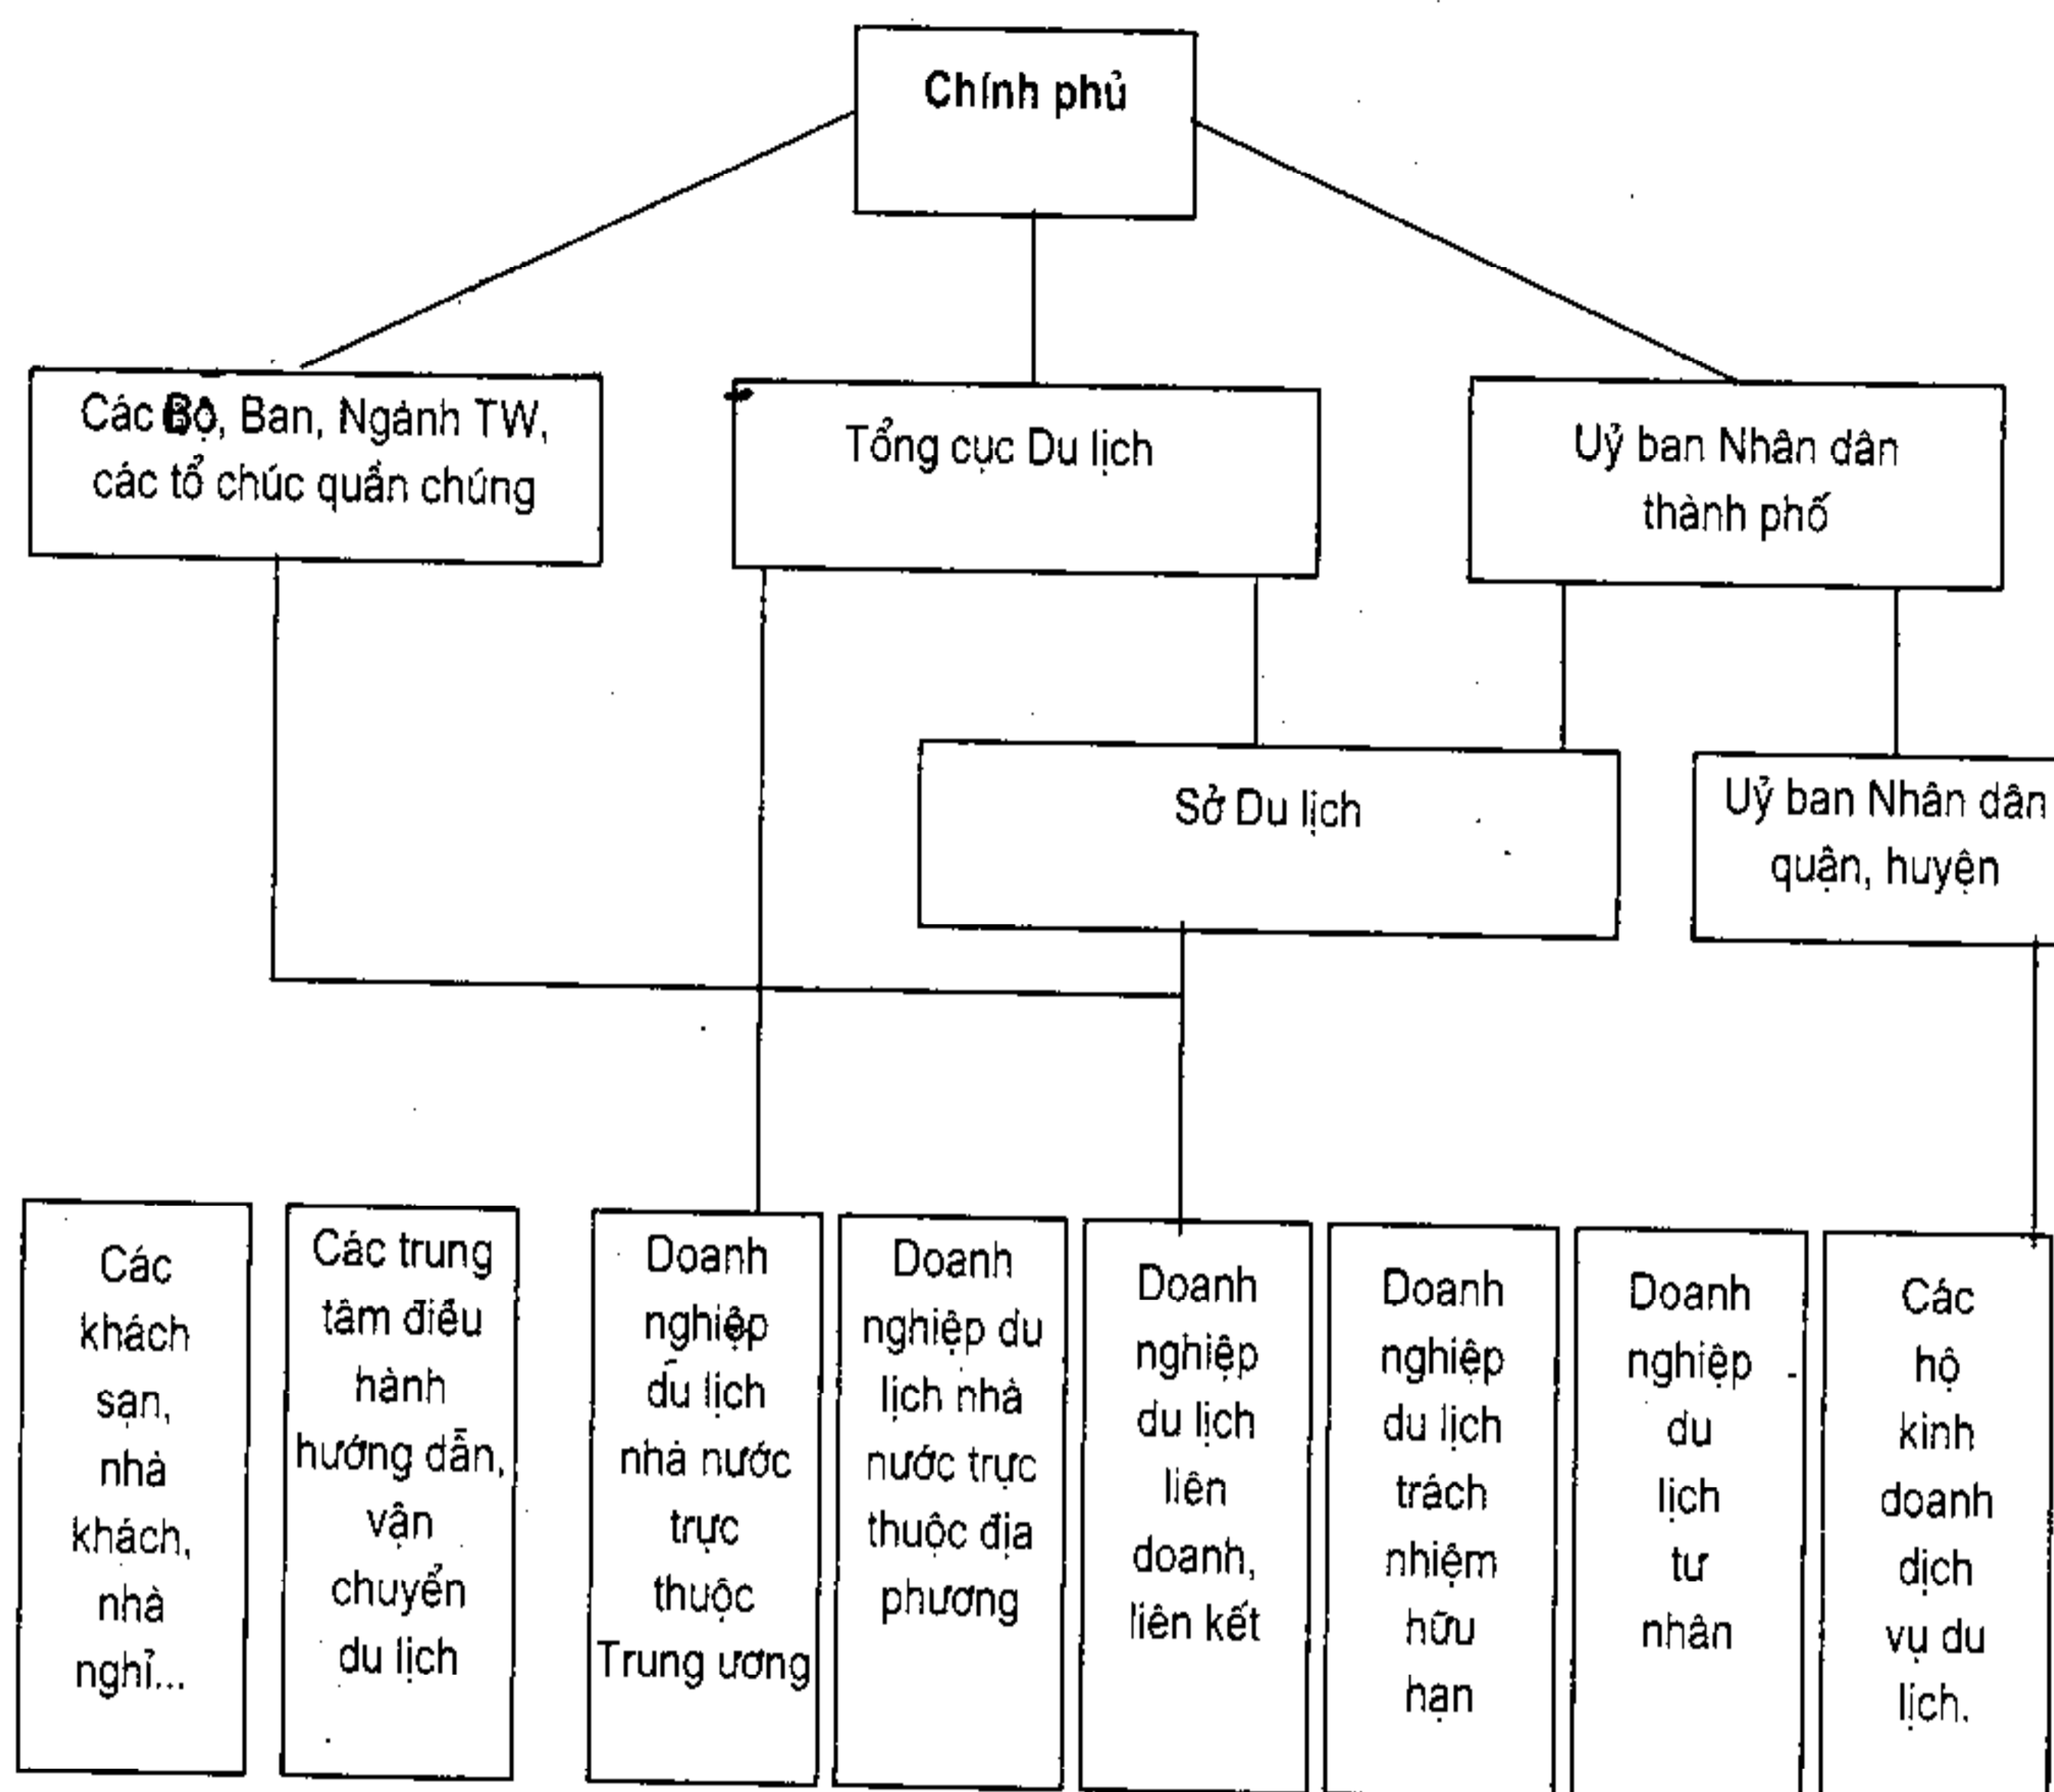 Chính phủ
Các Bộ, Ban, Ngành TW,
các tổ chúc quần chúng
Tổng cục Du lịch
Uỷ ban Nhân dân
thành phố
Sở Du lịch
Uỷ ban Nhân dân
quận, huyện
Các
khách
sạn,
nhà
khách,
nhà
nghỉ...
Các trung
tâm điều
hành
hướng dẫn,
vận
chuyển
du lịch
Doanh
nghiệp
du lịch
nhà nước
trực
thuộc
Trung ương
Doanh
nghiệp du
lịch nhà
nước trực
thuộc địa
phương
Doanh
nghiệp
du lịch
liên
doanh,
liên kết
Doanh
nghiệp
du lịch
trách
nhiệm
hữu
hạn
Doanh
nghiệp
du
lịch
tư
nhân
Các
hộ
kinh
doanh
dịch
vụ du
lịch.